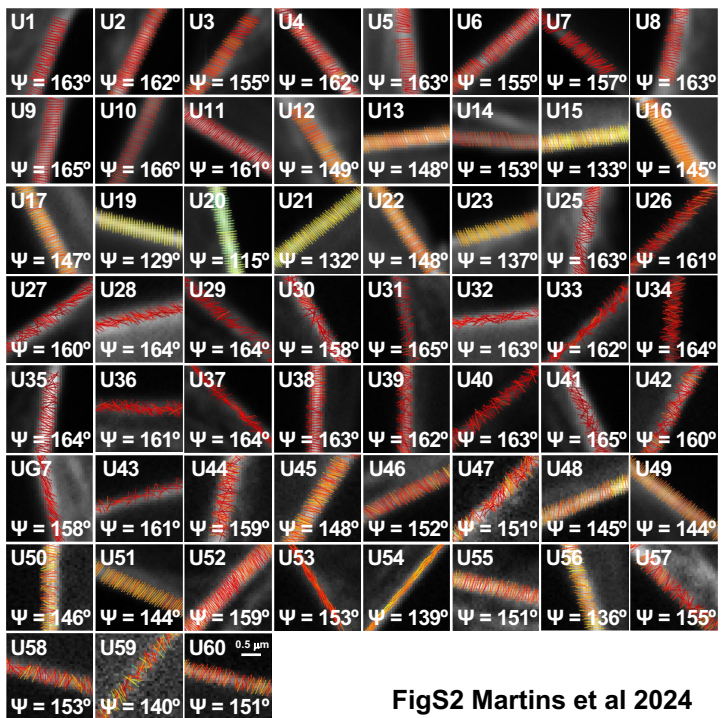 U1 U2 U3 U4 U5 U6 U7 U8
Ψ = 163º Ψ = 162º Ψ = 155º Ψ = 162º Ψ = 163º Ψ = 155º Ψ = 157º Ψ = 163º
U9 U10 U11 U12 U13 U14 U15 U16
Ψ = 165º Ψ = 166º Ψ = 161º Ψ = 149º Ψ = 148º Ψ = 153º Ψ = 133º Ψ = 145º
U17 U19 U20 U21 U22 U23 U25 U26
Ψ = 147º Ψ = 129º Ψ = 115º Ψ = 132º Ψ = 148º Ψ = 137º Ψ = 163º Ψ = 161º
U27 U28 U29 U30 U31 U32 U33 U34
Ψ = 160º Ψ = 164º Ψ = 164º Ψ = 158º Ψ = 165º Ψ = 163º Ψ = 162º Ψ = 164º
U35 U36 U37 U38 U39 U40 U41 U42
Ψ = 164º Ψ = 161º Ψ = 164º Ψ = 163º Ψ = 162º Ψ = 163º Ψ = 165º Ψ = 160º
UG7 U43 U44 U45 U46 U47 U48 U49
Ψ = 158º Ψ = 161º Ψ = 159º Ψ = 148º Ψ = 152º Ψ = 151º Ψ = 145º Ψ = 144º
U50 U51 U52 U53 U54 U55 U56 U57
Ψ = 146º Ψ = 144º Ψ = 159º Ψ = 153º Ψ = 139º Ψ = 151º Ψ = 136º Ψ = 155º
U58 U59 U60 0.5 µm
Ψ = 153º Ψ = 140º Ψ = 151º
FigS2 Martins et al 2024